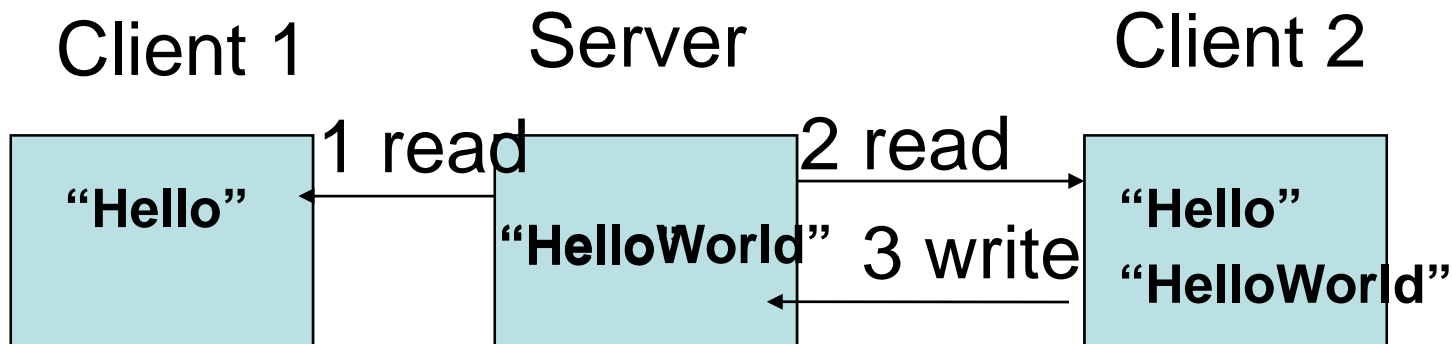 Client 1
Server
Client 2
1 read
2 read
“Hello”
“Hello”
“HelloWorld”
3 write
“HelloWorld”